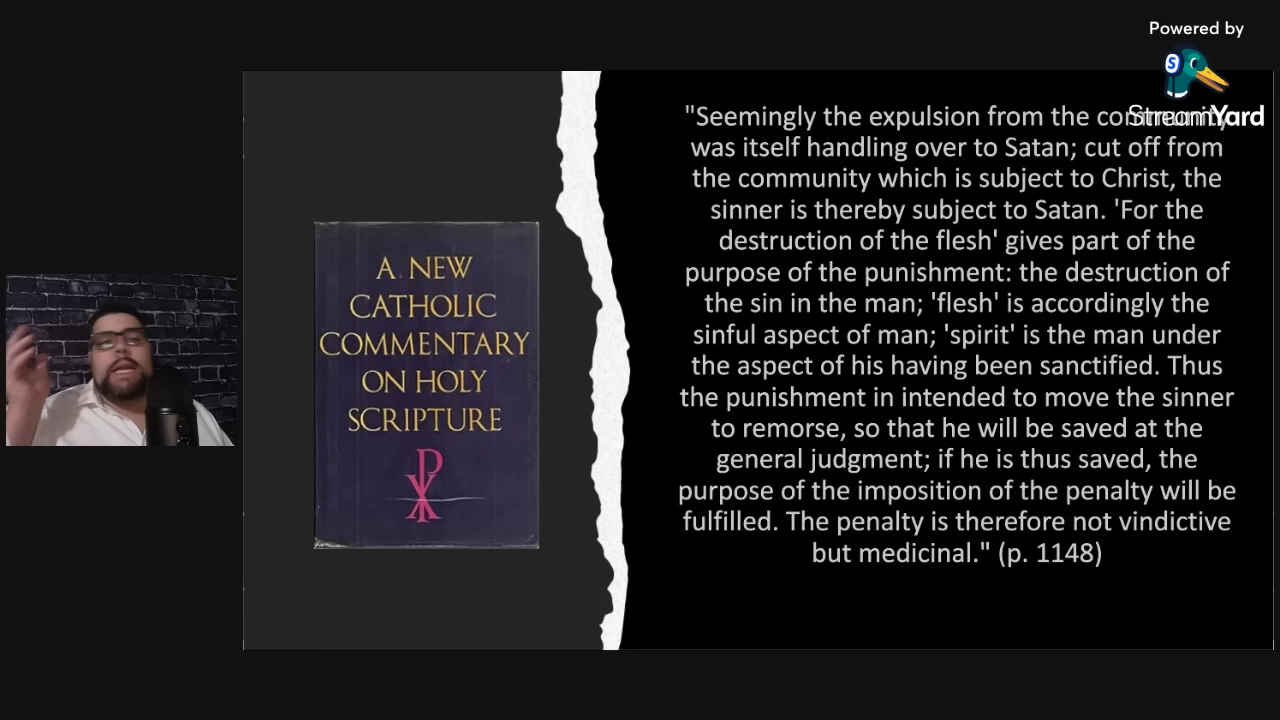 Powered by
S
StreamYard
A NEW
CATHOLIC
COMMENTARY
ON HOLY
SCRIPTURE
"Seemingly the expulsion from the community
was itself handling over to Satan; cut off from
the community which is subject to Christ, the
sinner is thereby subject to Satan. 'For the
destruction of the flesh' gives part of the
purpose of the punishment: the destruction of
the sin in the man; 'flesh' is accordingly the
sinful aspect of man; 'spirit' is the man under
the aspect of his having been sanctified. Thus
the punishment in intended to move the sinner
to remorse, so that he will be saved at the
general judgment; if he is thus saved, the
purpose of the imposition of the penalty will be
fulfilled. The penalty is therefore not vindictive
but medicinal." (p. 1148)